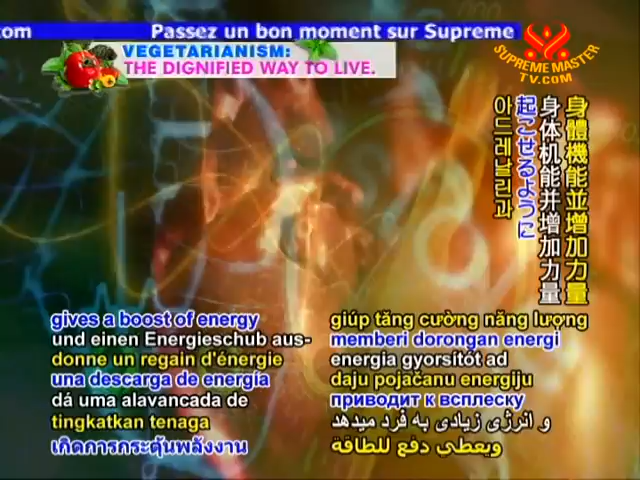 .com Passez un bon moment sur Supreme
SUPREME MASTER
TV.COM
VEGETARIANISM:
THE DIGNIFIED WAY TO LIVE.
身體機能並增加力量
身体机能并增加力量
起こせるように
아드레날린과
gives a boost of energy
und einen Energieschub aus-
donne un regain d'énergie
una descarga de energía
dá uma alavancada de
tingkatkan tenaga
เกิดการกระตุ้นพลังงาน
giúp tăng cường năng lượng
memberi dorongan energi
energia gyorsítót ad
daju pojačanu energiju
приводит к всплеску
و انرژی زیادی به فرد میدهد
ويعطي دفع للطاقة